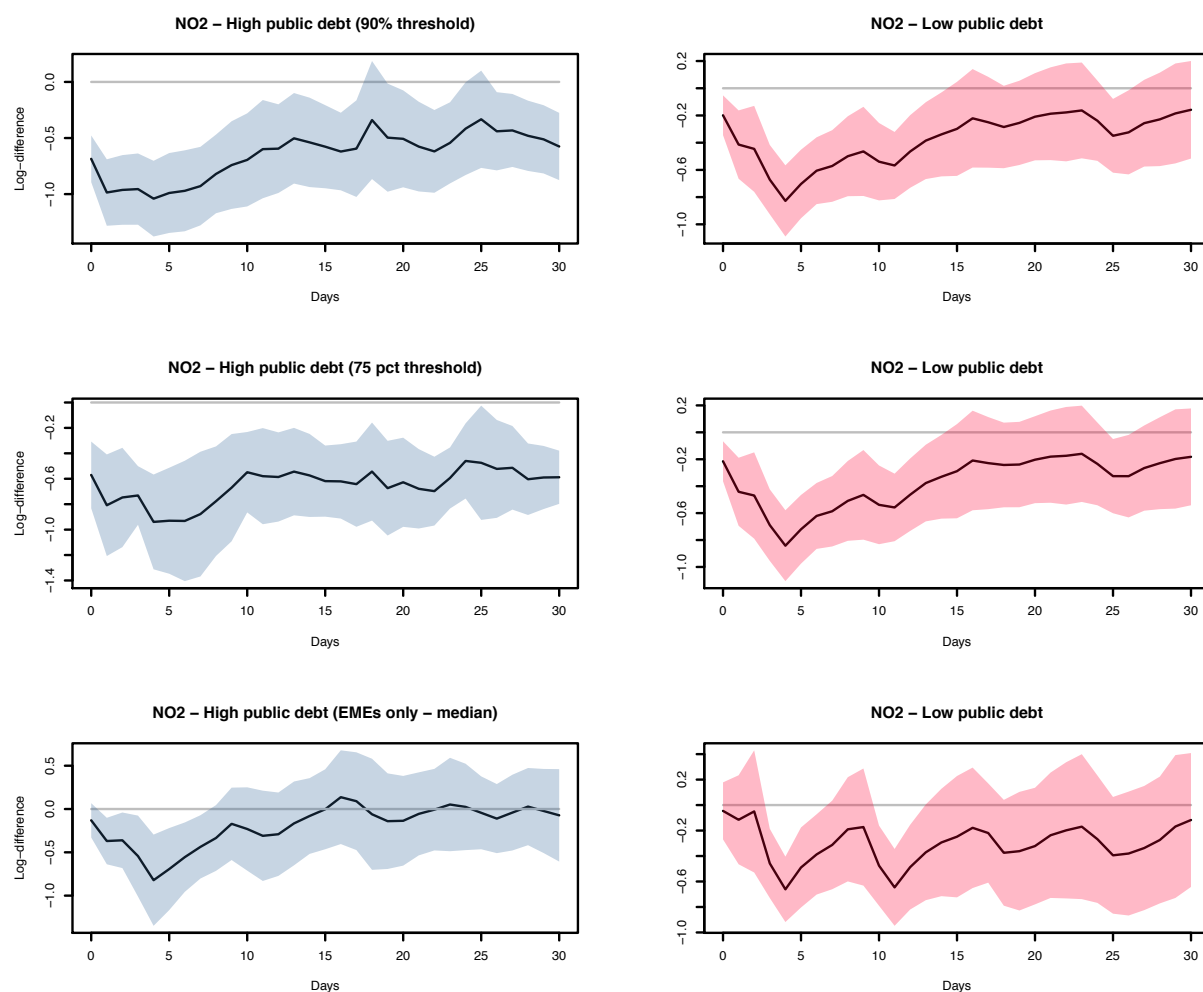 NO2 − High public debt (90% threshold)
Log−difference
0.0
−0.5
−1.0
0 5 10 15 20 25 30
Days
NO2 − Low public debt
0.2
−0.2
−0.6
−1.0
0 5 10 15 20 25 30
Days
NO2 − High public debt (75 pct threshold)
Log−difference
−0.2
−0.6
−1.0
−1.4
0 5 10 15 20 25 30
Days
NO2 − Low public debt
0.2
−0.2
−0.6
−1.0
0 5 10 15 20 25 30
Days
NO2 − High public debt (EMEs only − median)
Log−difference
0.5
0.0
−0.5
−1.0
0 5 10 15 20 25 30
Days
NO2 − Low public debt
0.2
−0.2
−0.6
−1.0
0 5 10 15 20 25 30
Days